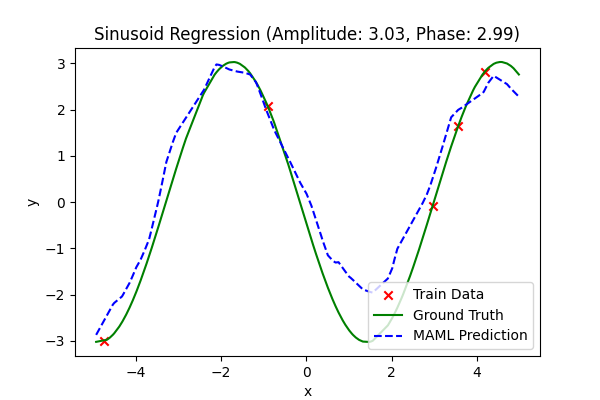 Sinusoid Regression (Amplitude: 3.03, Phase: 2.99)
3
2
1
0
−1
−2
−3
y
−4
−2
0
2
4
x
Train Data
Ground Truth
MAML Prediction